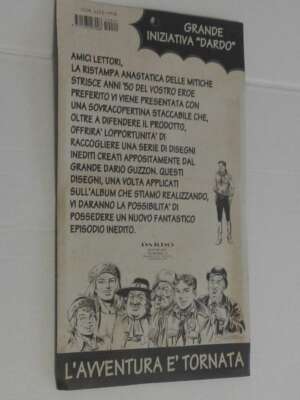 GRANDE
INIZIATIVA "DARDO"
AMICI LETTORI,
LA RISTAMPA ANASTATICA DELLE MITICHE
STRISCE ANNI '50 DEL VOSTRO EROE
PREFERITO VI VIENE PRESENTATA CON
UNA SOVRACOPERTINA STACCABILE CHE,
OLTRE A DIFENDERE IL PRODOTTO,
OFFRIRA' L'OPPORTUNITA' DI
RACCOGLIERE UNA SERIE DI DISEGNI
INEDITI CREATI APPOSITAMENTE DAL
GRANDE DARIO GUZZON. QUESTI
DISEGNI, UNA VOLTA APPLICATI
SULL'ALBUM CHE STIAMO REALIZZANDO,
VI DARANNO LA POSSIBILITA' DI
POSSEDERE UN NUOVO FANTASTICO
EPISODIO INEDITO.
L'AVVENTURA E' TORNATA